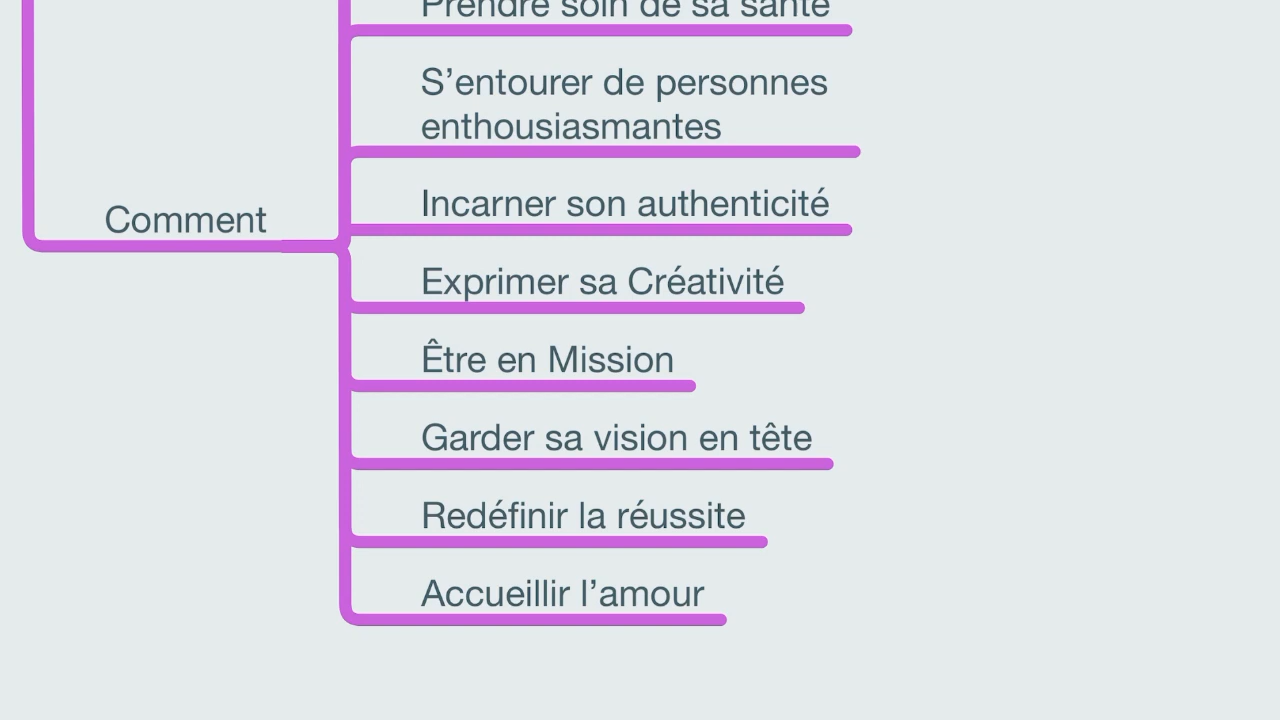 Prendre soin de sa santé
S’entourer de personnes
enthousiasmantes
Comment
Incarner son authenticité
Exprimer sa Créativité
Être en Mission
Garder sa vision en tête
Redéfinir la réussite
Accueillir l’amour